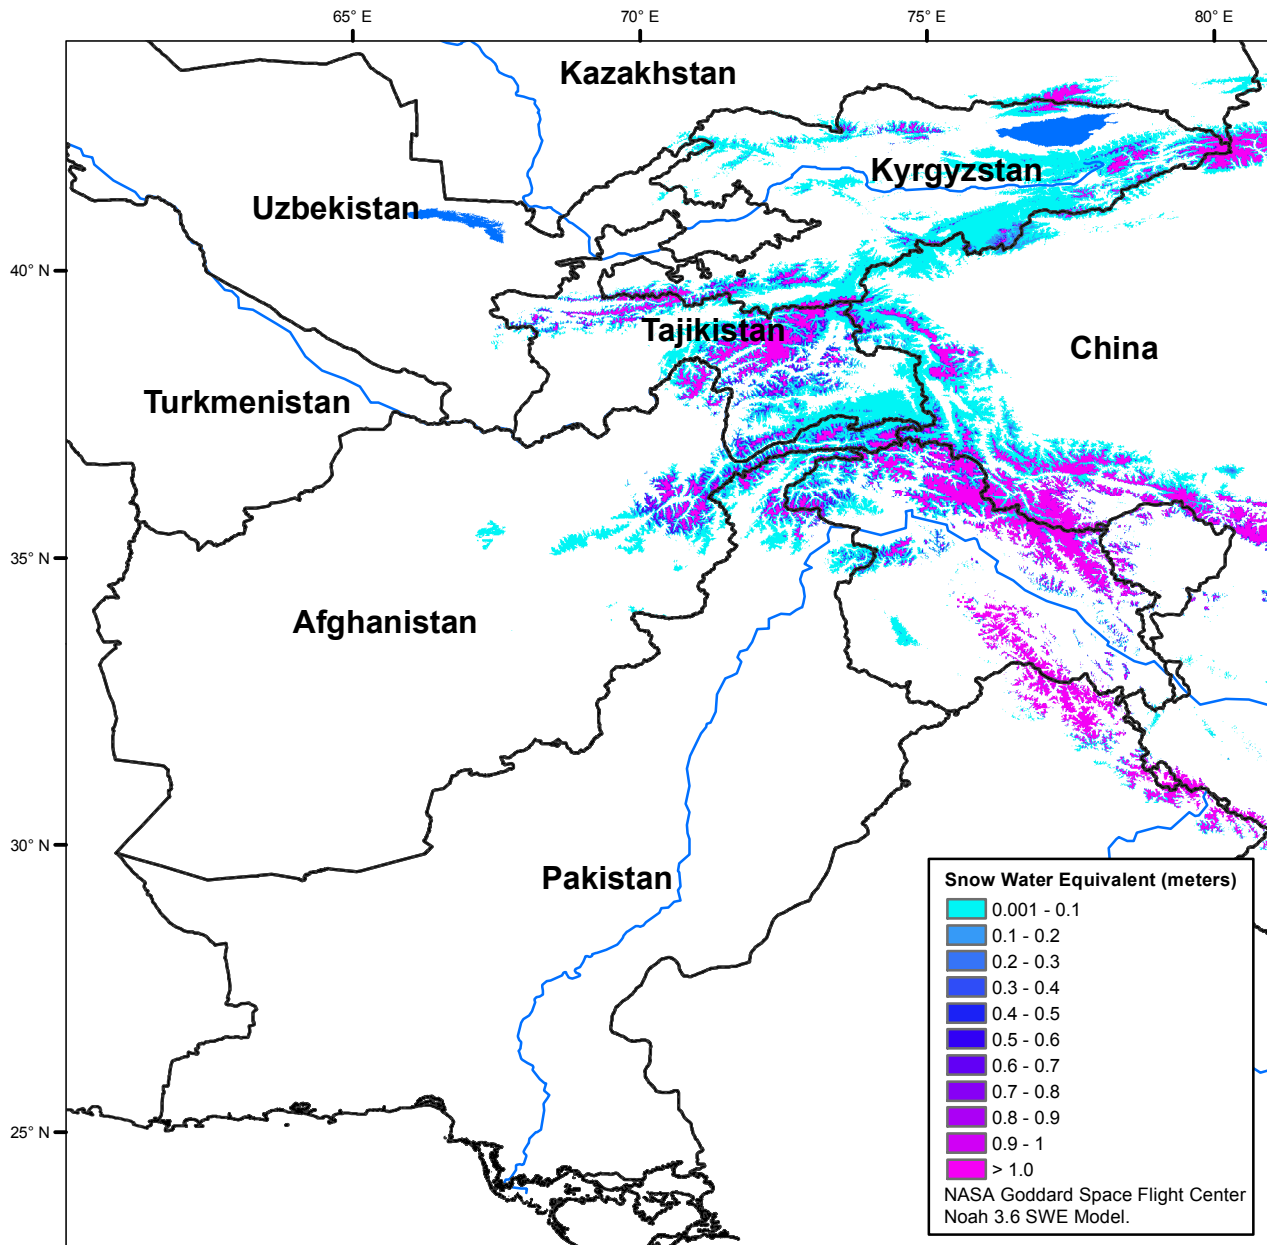 65° E
70° E
75° E
80° E
Kazakhstan
Kyrgyzstan
Uzbekistan
40° N
Tajikistan
China
Turkmenistan
35° N
Afghanistan
30° N
Pakistan
25° N
Snow Water Equivalent (meters)
0.001 - 0.1
0.1 - 0.2
0.2 - 0.3
0.3 - 0.4
0.4 - 0.5
0.5 - 0.6
0.6 - 0.7
0.7 - 0.8
0.8 - 0.9
0.9 - 1
> 1.0
NASA Goddard Space Flight Center
Noah 3.6 SWE Model.